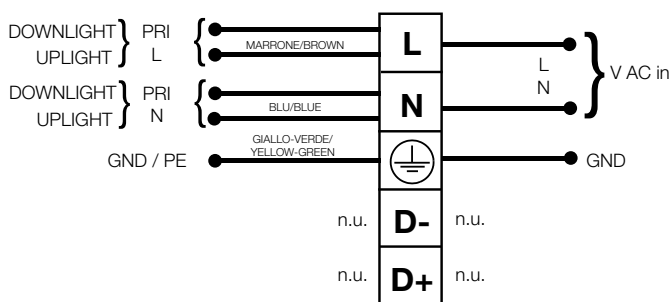 DOWNLIGHT } PRI {
UPLIGHT } L {
MARRONE/BROWN
L
L
N
} V AC in
DOWNLIGHT } PRI {
UPLIGHT } N {
BLU/BLUE
N
GND / PE
GIALLO-VERDE/
YELLOW-GREEN
GND
n.u. D- n.u.
n.u. D+ n.u.